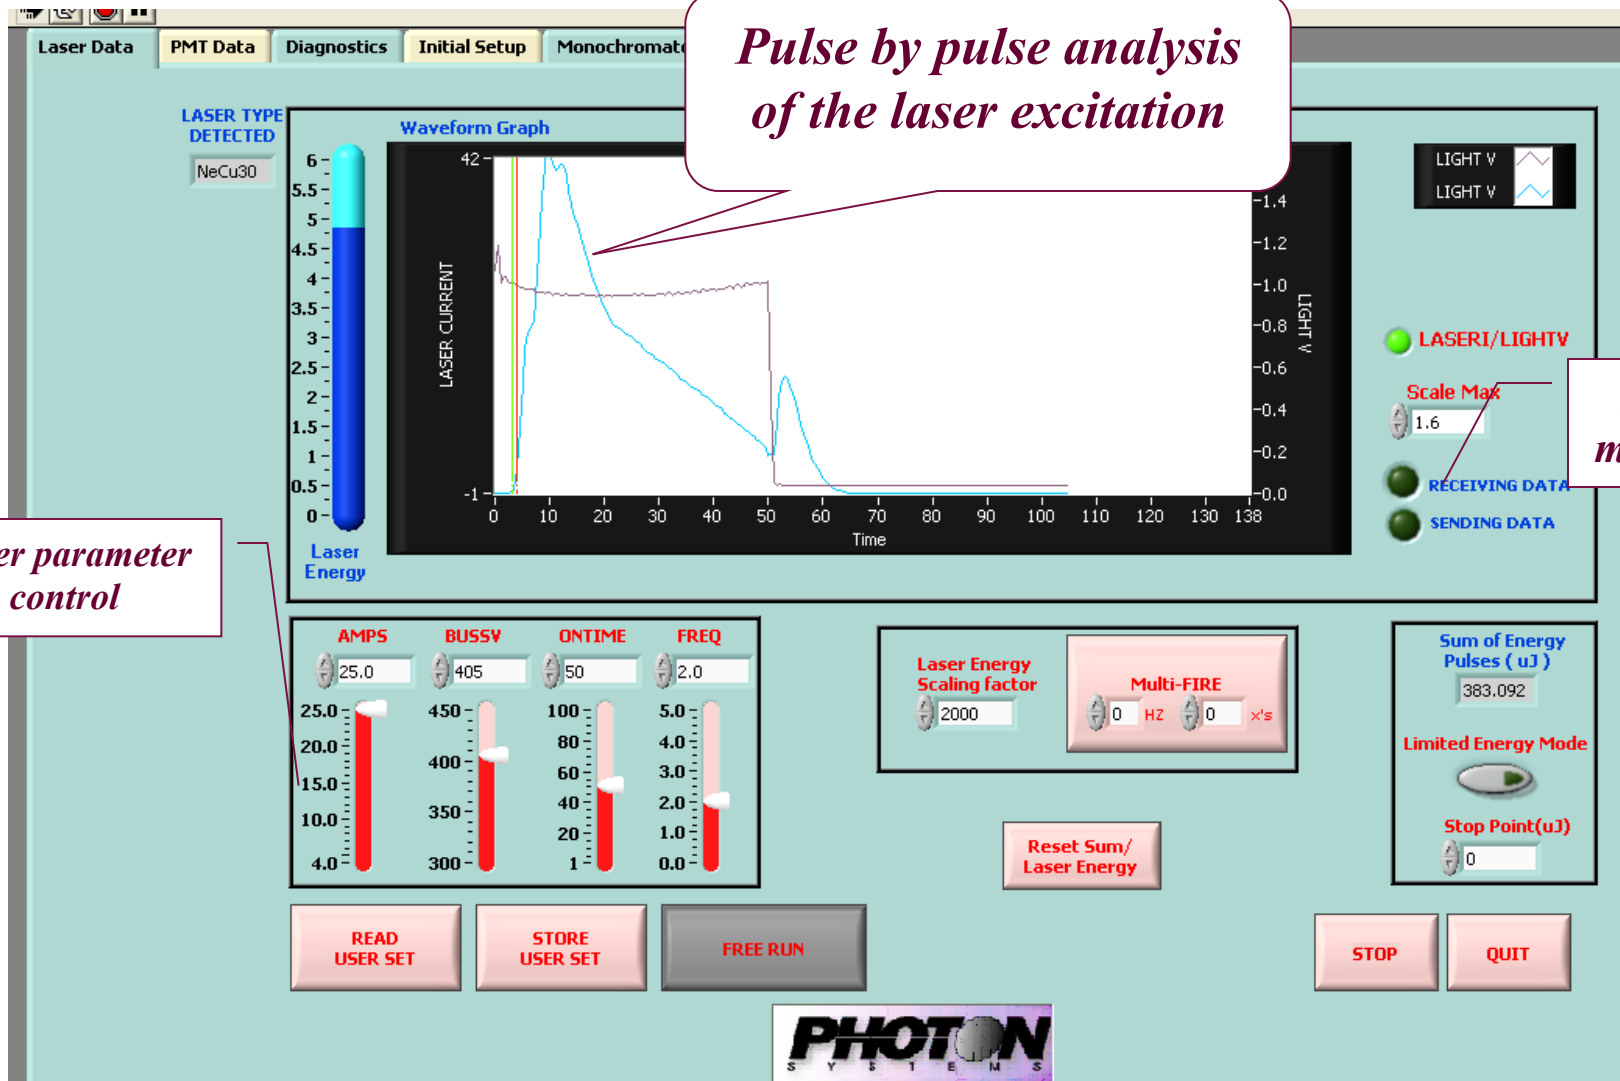 Laser Data
PMT Data
Diagnostics
Initial Setup
Pulse by pulse analysis
of the laser excitation
LASER TYPE
DETECTED
NeCu30
Waveform Graph
6
5.5
5
4.5
4
3.5
3
2.5
2
1.5
1
0.5
0
Laser
Energy
42
-1
LASER CURRENT
0 10 20 30 40 50 60 70 80 90 100 110 120 130 138
Time
1.4
1.2
1.0
0.8
0.6
0.4
0.2
0.0
LIGHT V
LIGHT V
LIGHT V
LASERI/LIGHTV
Scale Max
1.6
RECEIVING DATA
SENDING DATA
parameter
control
AMPS
25.0
25.0
20.0
15.0
10.0
4.0
BUSSV
405
450
400
350
300
ONTIME
50
100
80
60
40
20
1
FREQ
2.0
5.0
4.0
3.0
2.0
1.0
0.0
Laser Energy
Scaling factor
2000
Multi-FIRE
0 HZ 0 x's
Sum of Energy
Pulses ( uJ )
383.092
Limited Energy Mode
Stop Point(uJ)
0
Reset Sum/
Laser Energy
READ
USER SET
STORE
USER SET
FREE RUN
STOP
QUIT
PHOTON
SYSTEMS